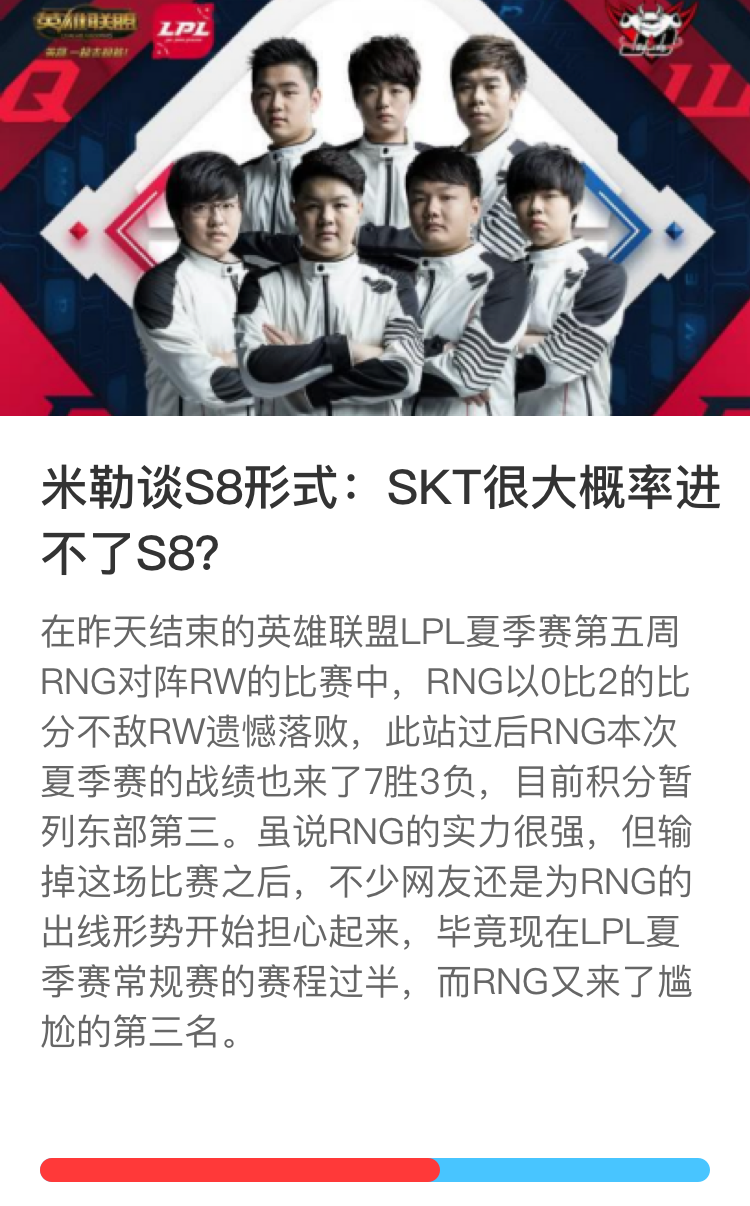 英雄联盟
LPL
米勒谈S8形式：SKT很大概率进
不了S8?
在昨天结束的英雄联盟LPL夏季赛第五周
RNG对阵RW的比赛中，RNG以0比2的比
分不敌RW遗憾落败，此站过后RNG本次
夏季赛的战绩也来了7胜3负，目前积分暂
列东部第三。虽说RNG的实力很强，但输
掉这场比赛之后，不少网友还是为RNG的
出线形势开始担心起来，毕竟现在LPL夏
季赛常规赛的赛程过半，而RNG又来了尴
尬的第三名。